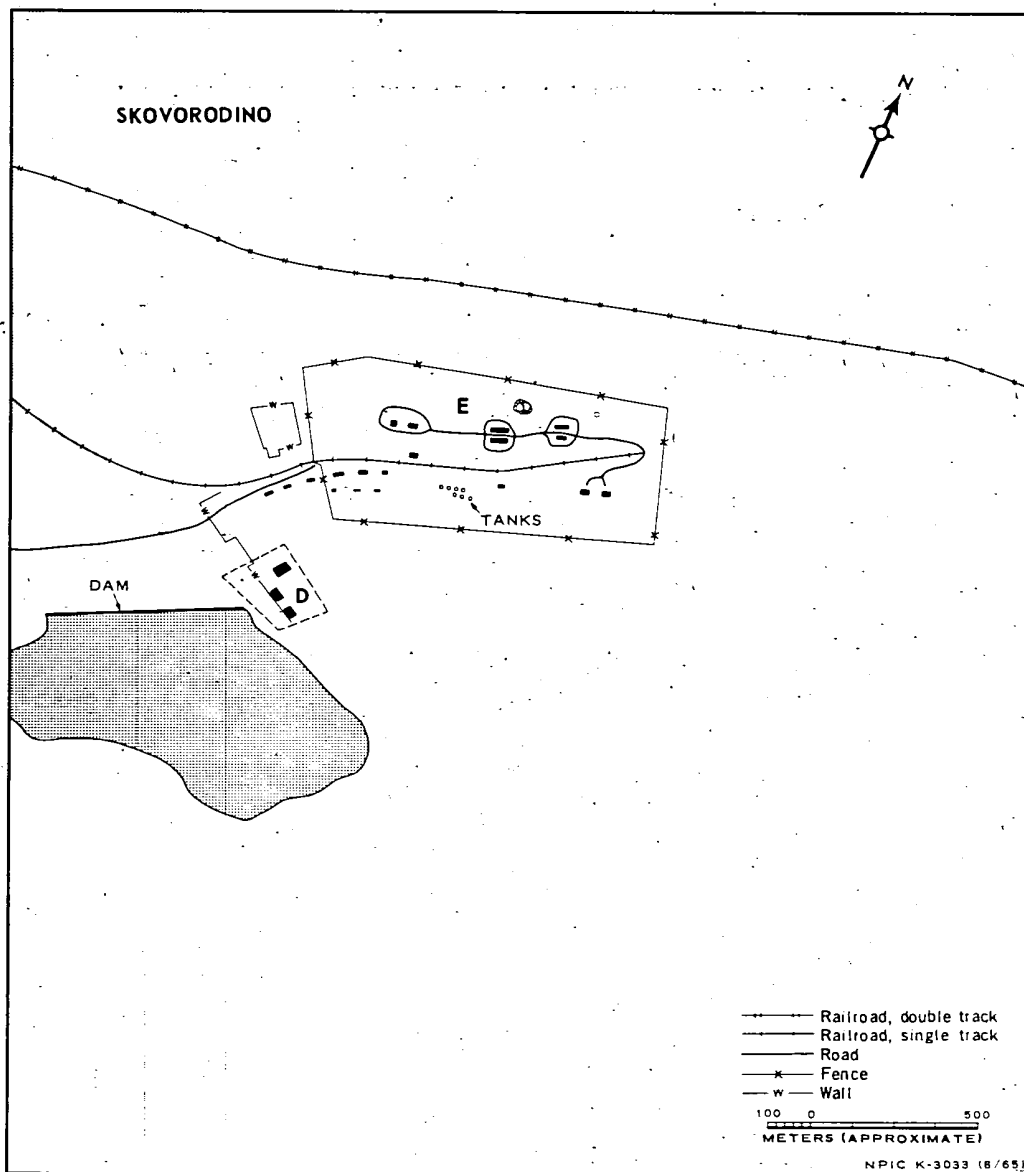 SKOVORODINO
N
E
TANKS
D
DAM
Railroad, double track
Railroad, single track
Road
Fence
W Wall
100 0 500
METERS (APPROXIMATE)
NPIC K-3033 (8/65)